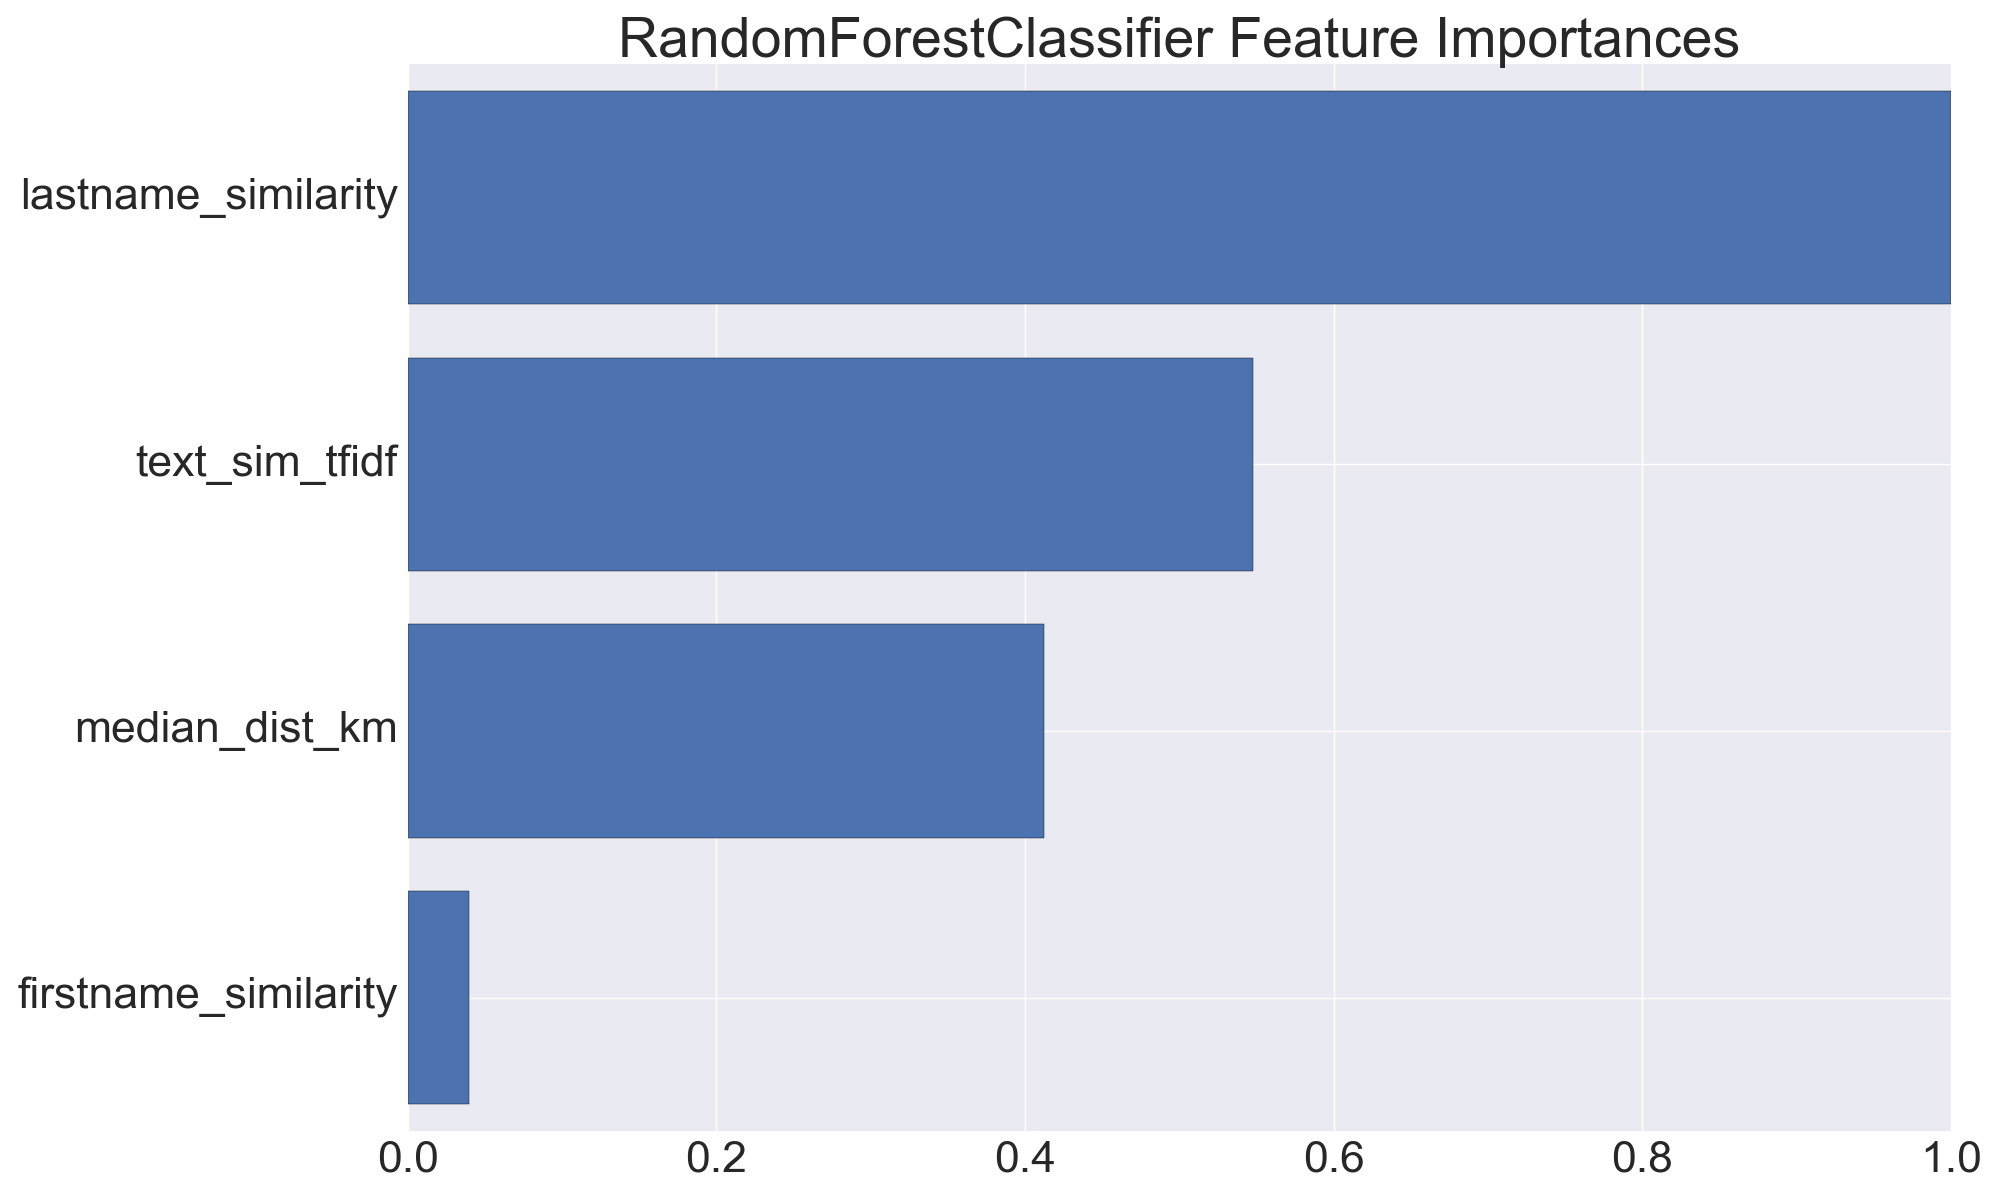 RandomForestClassifier Feature Importances
lastname_similarity
text_sim_tfidf
median_dist_km
firstname_similarity
0.0 0.2 0.4 0.6 0.8 1.0